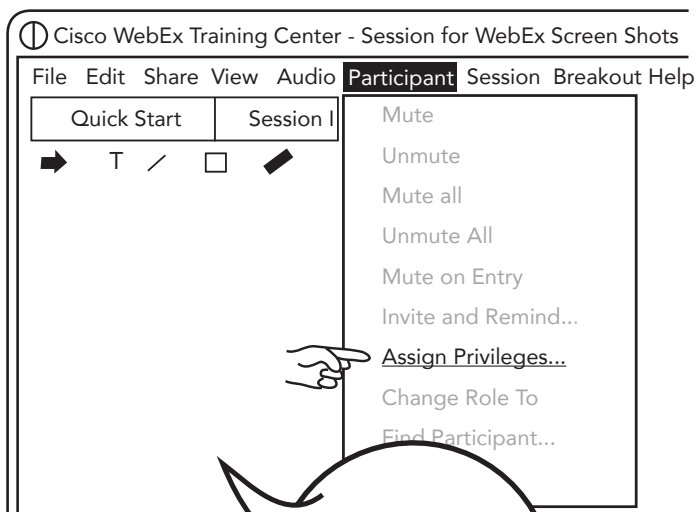 Cisco WebEx Training Center - Session for WebEx Screen Shots
File Edit Share View Audio Participant Session Breakout Help
Quick Start Session I
T
Mute
Unmute
Mute all
Unmute All
Mute on Entry
Invite and Remind...
Assign Privileges...
Change Role To
Find Participant...